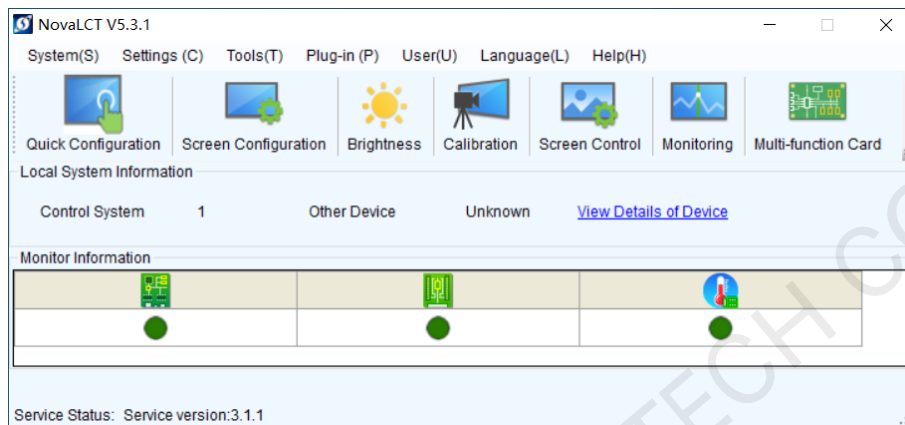 NovaLCT V5.3.1
System(S) Settings (C) Tools(T) Plug-in (P) User(U) Language(L) Help(H)
Quick Configuration Screen Configuration Brightness Calibration Screen Control Monitoring Multi-function Card
Local System Information
Control System 1 Other Device Unknown View Details of Device
Monitor Information
Service Status: Service version:3.1.1
TECH CO